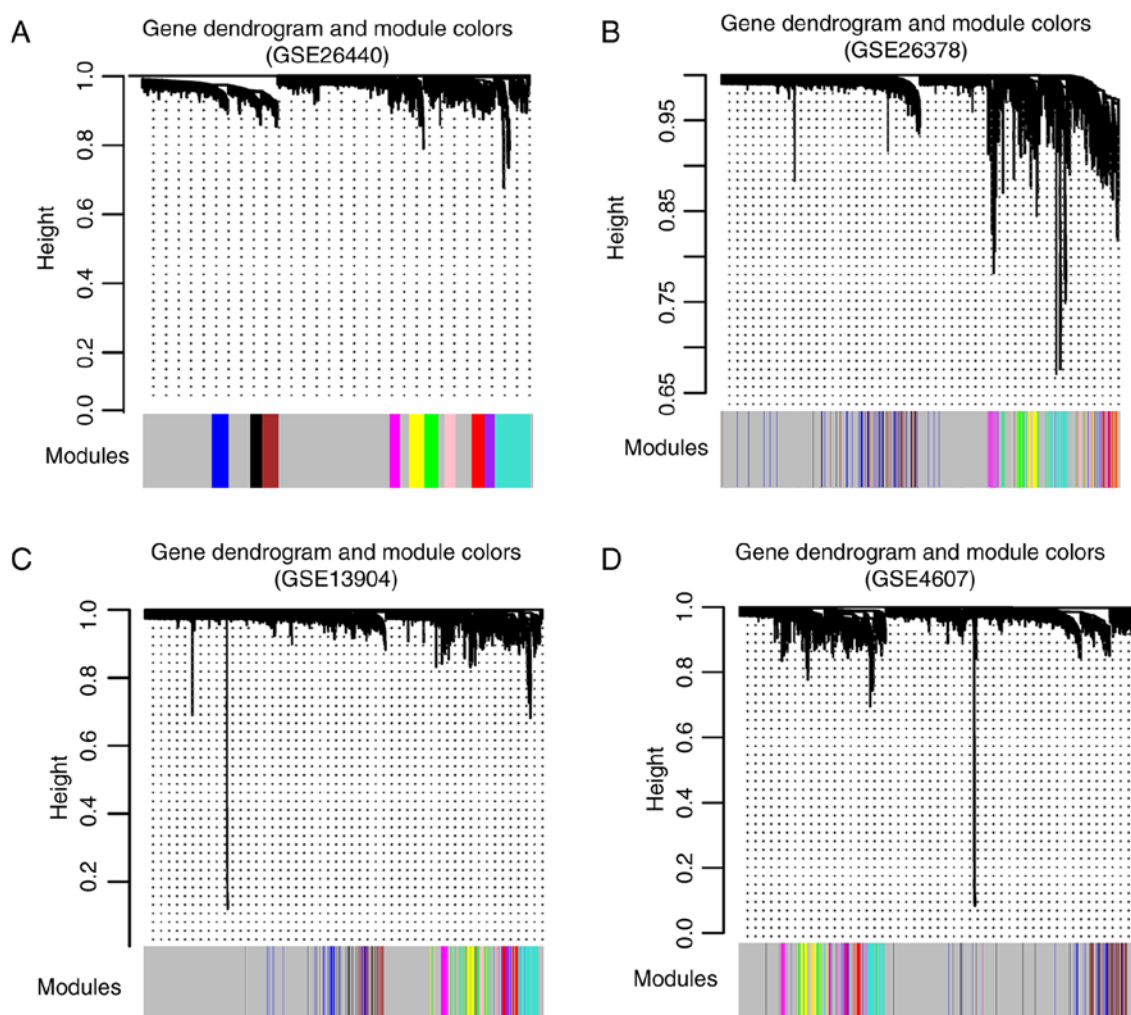 A
Gene dendrogram and module colors
(GSE26440)
Height
1.0
0.8
0.6
0.4
0.2
0.0
Modules
B
Gene dendrogram and module colors
(GSE26378)
Height
0.95
0.85
0.75
0.65
Modules
C
Gene dendrogram and module colors
(GSE13904)
Height
1.0
0.8
0.6
0.4
0.2
Modules
D
Gene dendrogram and module colors
(GSE4607)
Height
1.0
0.8
0.6
0.4
0.2
0.0
Modules